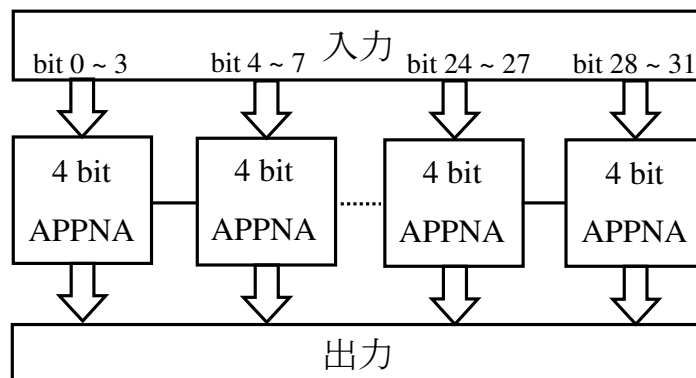 入力
bit 0 ~ 3
bit 4 ~ 7
bit 24 ~ 27
bit 28 ~ 31
4 bit
APPNA
4 bit
APPNA
4 bit
APPNA
4 bit
APPNA
出力